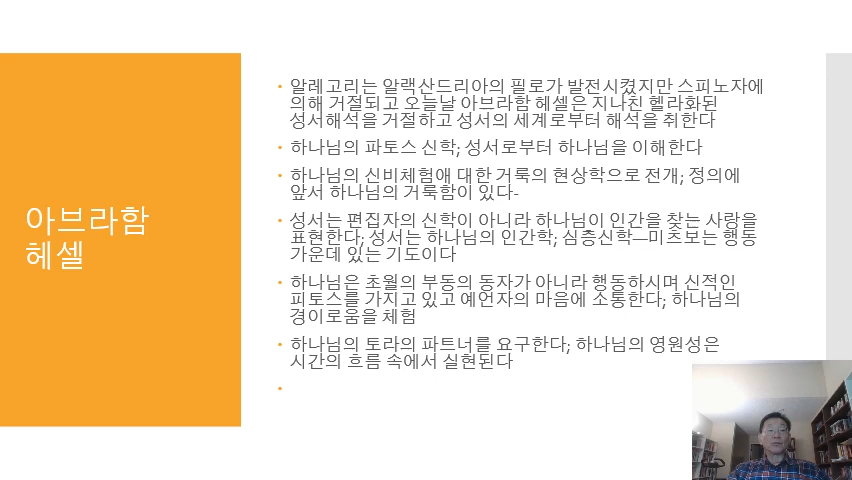 아브라함
헤셀
알레고리는 알랙산드리아의 필로가 발전시켰지만 스피노자에
의해 거절되고 오늘날 아브라함 헤셀은 지나친 헬라화된
성서해석을 거절하고 성서의 세계로부터 해석을 취한다
하나님의 파토스 신학; 성서로부터 하나님을 이해한다
하나님의 신비체험애 대한 거룩의 현상학으로 전개; 정의에
앞서 하나님의 거룩함이 있다-
성서는 편집자의 신학이 아니라 하나님이 인간을 찾는 사랑을
표현한다; 성서는 하나님의 인간학; 심층신학—미츠보는 행동
가운데 있는 기도이다
하나님은 초월의 부동의 동자가 아니라 행동하시며 신적인
피토스를 가지고 있고 예언자의 마음에 소통한다; 하나님의
경이로움을 체험
하나님의 토라의 파트너를 요구한다; 하나님의 영원성은
시간의 흐름 속에서 실현된다